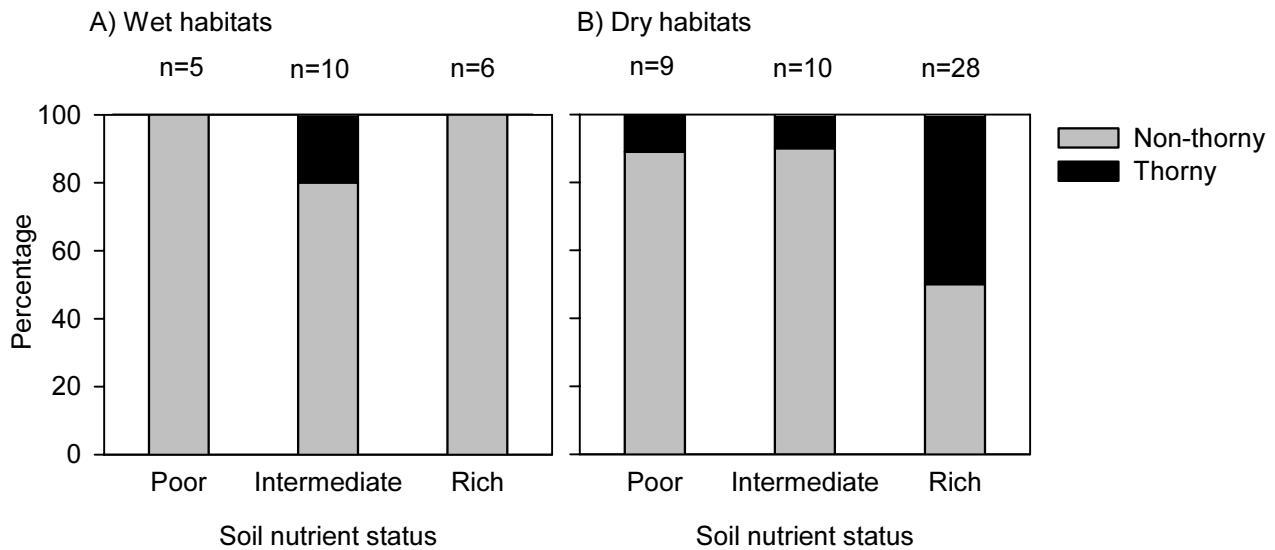 A) Wet habitats
n=5 n=10 n=6
Percentage
100
80
60
40
20
0
Poor Intermediate Rich
Soil nutrient status
B) Dry habitats
n=9 n=10 n=28
Poor Intermediate Rich
Soil nutrient status
Non-thorny
Thorny